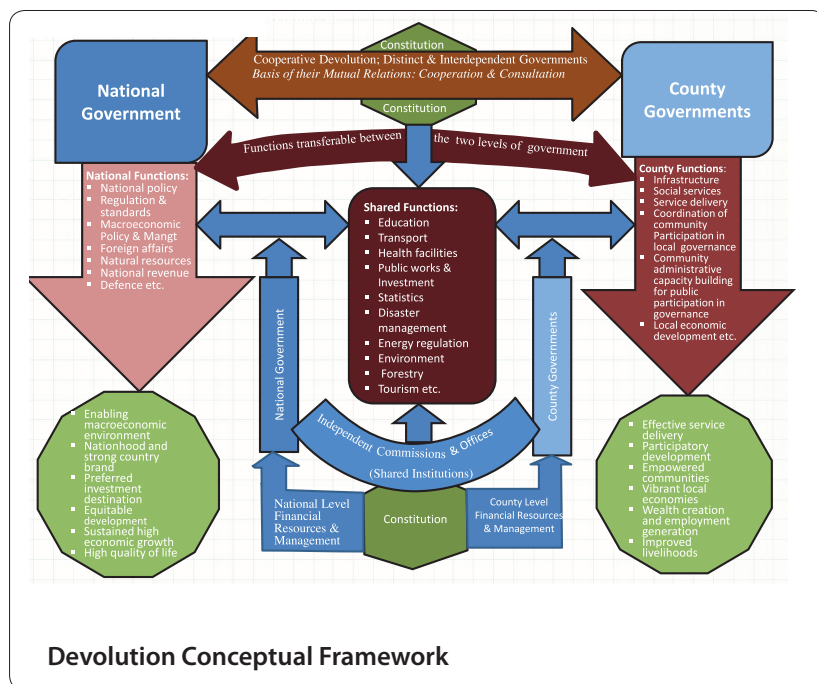 Constitution
Cooperative Devolution; Distinct & Interdependent Governments
Basis of their Mutual Relations: Cooperation & Consultation
Constitution
National
Government
County
Governments
Functions transferable between
the two levels of government
National Functions:
▪ National policy
▪ Regulation &
standards
▪ Macroeconomic
Policy & Mangt
▪ Foreign affairs
▪ Natural resources
▪ National revenue
▪ Defence etc.
Shared Functions:
▪ Education
▪ Transport
▪ Health facilities
▪ Public works &
Investment
▪ Statistics
▪ Disaster
management
▪ Energy regulation
▪ Environment
▪ Forestry
▪ Tourism etc.
County Functions:
▪ Infrastructure
▪ Social services
▪ Service delivery
▪ Coordination of
community
Participation in
local governance
▪ Community
administrative
capacity building
for public
participation in
governance
▪ Local economic
development etc.
National Government
County Governments
Independent Commissions & Offices
(Shared Institutions)
▪ Enabling
macroeconomic
environment
▪ Nationhood and
strong country
brand
▪ Preferred
investment
destination
▪ Equitable
development
▪ Sustained high
economic growth
▪ High quality of life
National Level
Financial
Resources &
Management
Constitution
County Level
Financial Resources
& Management
▪ Effective service
delivery
▪ Participatory
development
▪ Empowered
communities
▪ Vibrant local
economies
▪ Wealth creation
and employment
generation
▪ Improved
livelihoods
Devolution Conceptual Framework